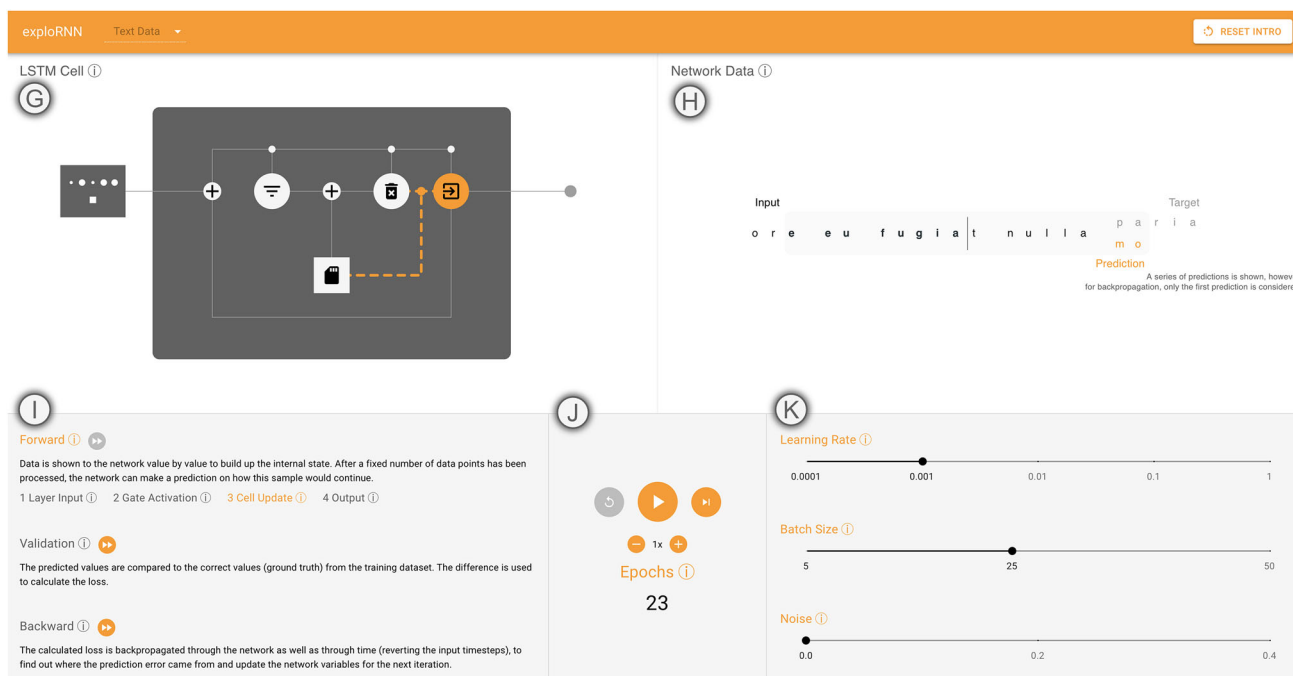 exploRNN Text Data RESET INTRO
LSTM Cell ⓘ
G
Network Data ⓘ
H
Input Target
o r e e u f u g i a t n u l l a p a r i a
m o
Prediction
A series of predictions is shown, howev
for backpropagation, only the first prediction is considere
I
Forward ⓘ
Data is shown to the network value by value to build up the internal state. After a fixed number of data points has been
processed, the network can make a prediction on how this sample would continue.
1 Layer Input ⓘ 2 Gate Activation ⓘ 3 Cell Update ⓘ 4 Output ⓘ
Validation ⓘ
The predicted values are compared to the correct values (ground truth) from the training dataset. The difference is used
to calculate the loss.
Backward ⓘ
The calculated loss is backpropagated through the network as well as through time (reverting the input timesteps), to
find out where the prediction error came from and update the network variables for the next iteration.
J
1x
Epochs ⓘ
23
K
Learning Rate ⓘ
0.0001 0.001 0.01 0.1 1
Batch Size ⓘ
5 25 50
Noise ⓘ
0.0 0.2 0.4